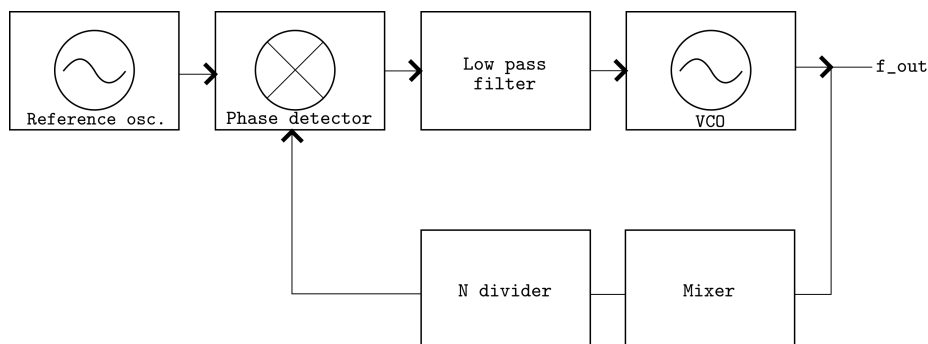 Reference osc.
Phase detector
Low pass
filter
VCO
f_out
N divider
Mixer